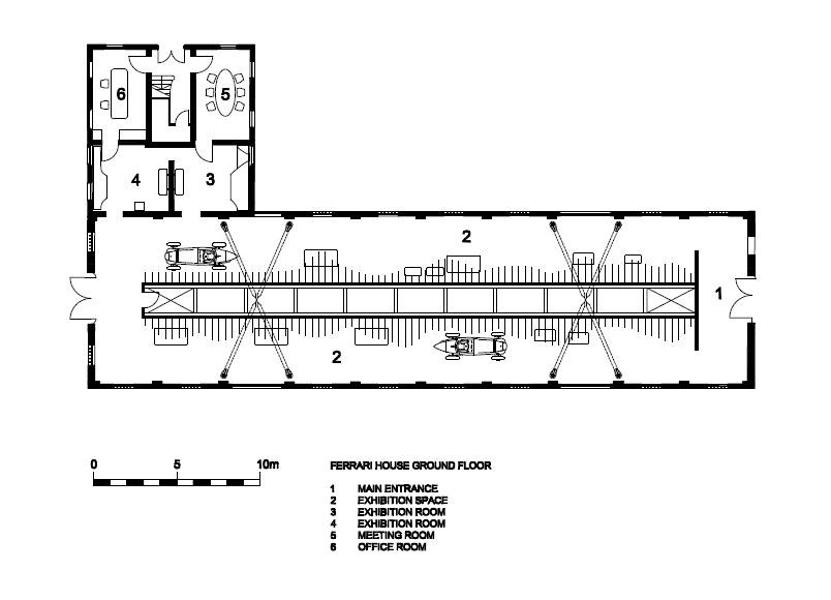 6
5
4
3
2
1
2
0 5 10m
FERRARI HOUSE GROUND FLOOR
1 MAIN ENTRANCE
2 EXHIBITION SPACE
3 EXHIBITION ROOM
4 EXHIBITION ROOM
5 MEETING ROOM
6 OFFICE ROOM